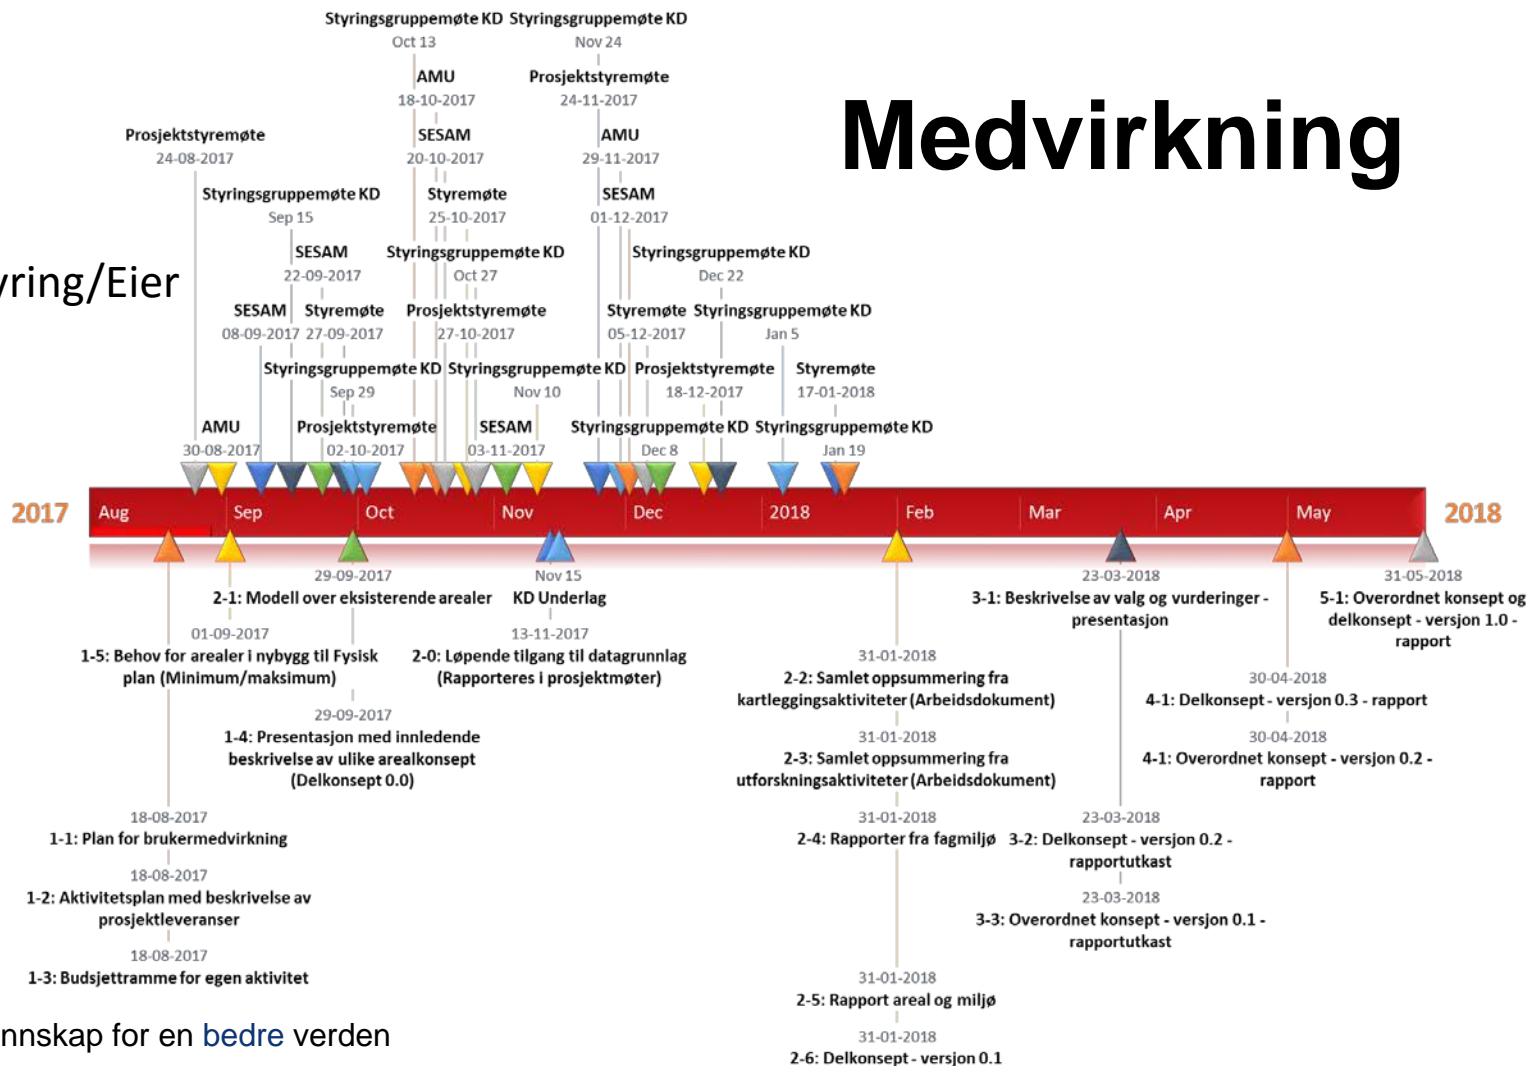 Styringsgruppemøte KD Styringsgruppemøte KD
Oct 13 Nov 24
AMU Prosjektstyremøte
18-10-2017 24-11-2017
Medvirkning
Prosjektstyremøte SESAM AMU
24-08-2017 20-10-2017 29-11-2017
Styringsgruppemøte KD Styremøte SESAM
Sep 15 25-10-2017 01-12-2017
SESAM Styringsgruppemøte KD Styringsgruppemøte KD
22-09-2017 Oct 27 Dec 22
yring/Eier
SESAM Styremøte Prosjektstyremøte Styremøte Styringsgruppemøte KD
08-09-2017 27-09-2017 27-10-2017 05-12-2017 Jan 5
Styringsgruppemøte KD Styringsgruppemøte KD Prosjektstyremøte Styremøte
Sep 29 Nov 10 18-12-2017 17-01-2018
AMU Prosjektstyremøte SESAM Styringsgruppemøte KD Styringsgruppemøte KD
30-08-2017 02-10-2017 03-11-2017 Dec 8 Jan 19
2017 Aug Sep Oct Nov Dec 2018 Feb Mar Apr May 2018
29-09-2017 Nov 15 23-03-2018 31-05-2018
2-1: Modell over eksisterende arealer KD Underlag 3-1: Beskrivelse av valg og vurderinger - 5-1: Overordnet konsept og
presentasjon delkonsept - versjon 1.0 -
rapport
01-09-2017 13-11-2017
1-5: Behov for arealer i nybygg til Fysisk 2-0: Løpende tilgang til datagrunnlag
plan (Minimum/maksimum) (Rapporteres i prosjektmøter)
31-01-2018
2-2: Samlet oppsummering fra
kartleggingsaktiviteter (Arbeidsdokument)
30-04-2018
4-1: Delkonsept - versjon 0.3 - rapport
29-09-2017
1-4: Presentasjon med innledende
beskrivelse av ulike arealkonsept
(Delkonsept 0.0)
31-01-2018
2-3: Samlet oppsummering fra
utforskningsaktiviteter (Arbeidsdokument)
30-04-2018
4-1: Overordnet konsept - versjon 0.2 -
rapport
18-08-2017
1-1: Plan for brukermedvirkning
31-01-2018
2-4: Rapporter fra fagmiljø
23-03-2018
3-2: Delkonsept - versjon 0.2 -
rapportutkast
18-08-2017
1-2: Aktivitetsplan med beskrivelse av
prosjektleveranser
23-03-2018
3-3: Overordnet konsept - versjon 0.1 -
rapportutkast
18-08-2017
1-3: Budsjettramme for egen aktivitet
31-01-2018
2-5: Rapport areal og miljø
nnskap for en bedre verden
31-01-2018
2-6: Delkonsept - versjon 0.1